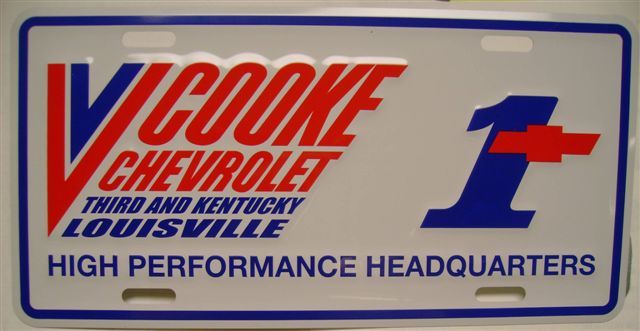 V V COOKE
CHEVROLET
THIRD AND KENTUCKY
LOUISVILLE
1
HIGH PERFORMANCE HEADQUARTERS